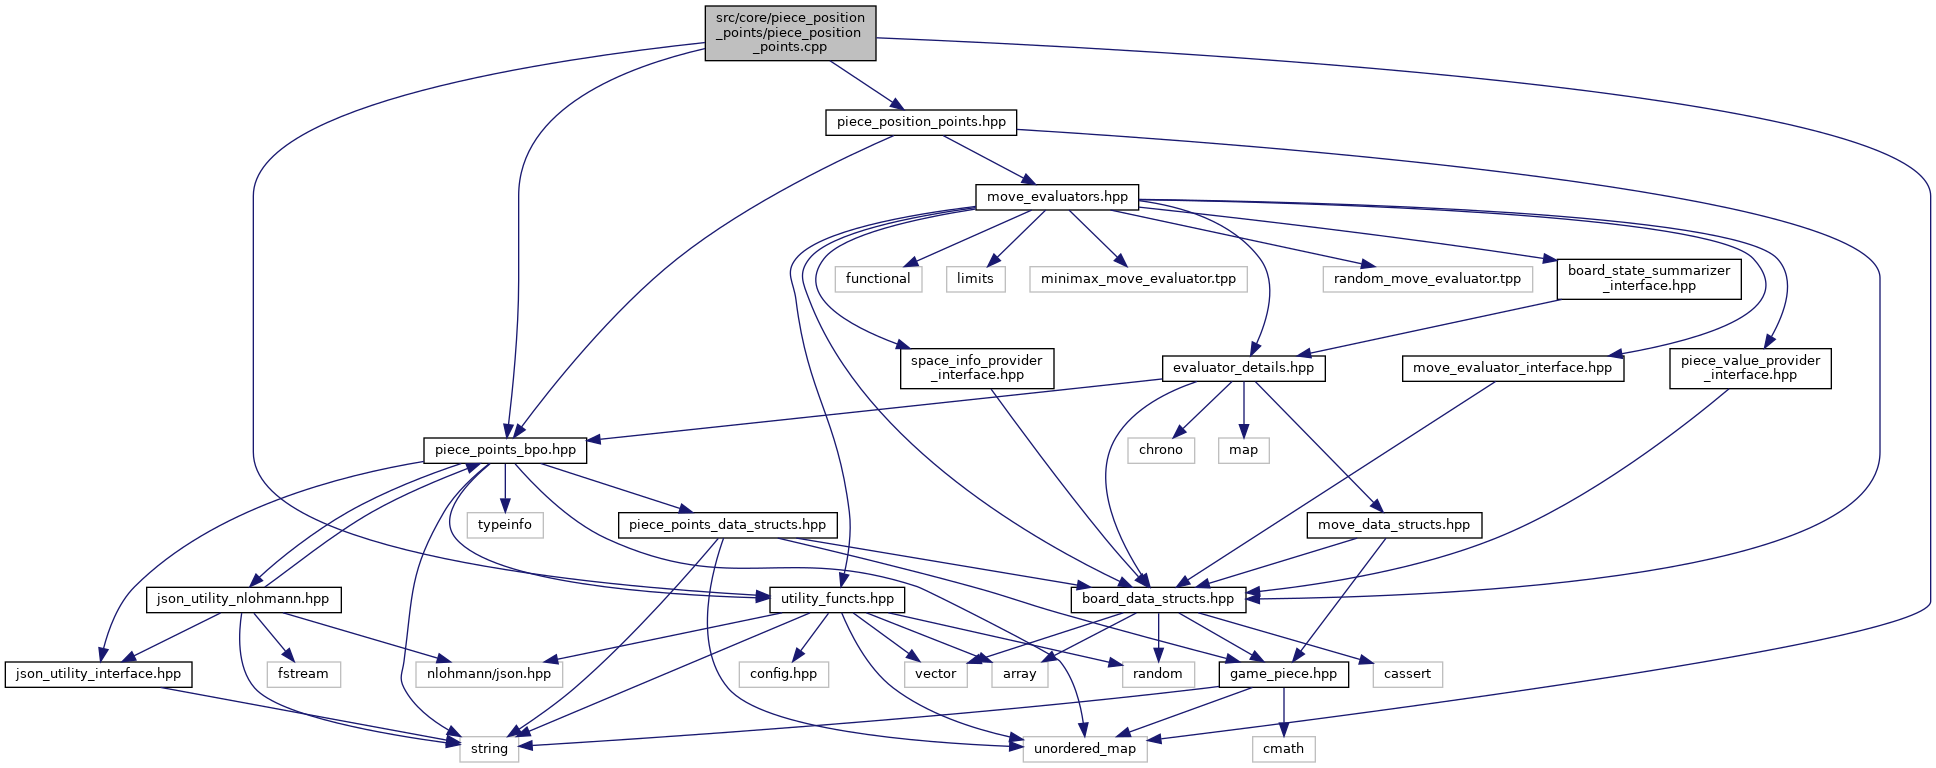 src/core/piece_position
_points/piece_position
_points.cpp
piece_position_points.hpp
move_evaluators.hpp
functional
limits
minimax_move_evaluator.tpp
random_move_evaluator.tpp
board_state_summarizer
_interface.hpp
space_info_provider
_interface.hpp
evaluator_details.hpp
move_evaluator_interface.hpp
piece_value_provider
_interface.hpp
piece_points_bpo.hpp
chrono
map
typeinfo
piece_points_data_structs.hpp
move_data_structs.hpp
json_utility_nlohmann.hpp
utility_functs.hpp
board_data_structs.hpp
json_utility_interface.hpp
fstream
nlohmann/json.hpp
config.hpp
vector
array
random
game_piece.hpp
cassert
string
unordered_map
cmath